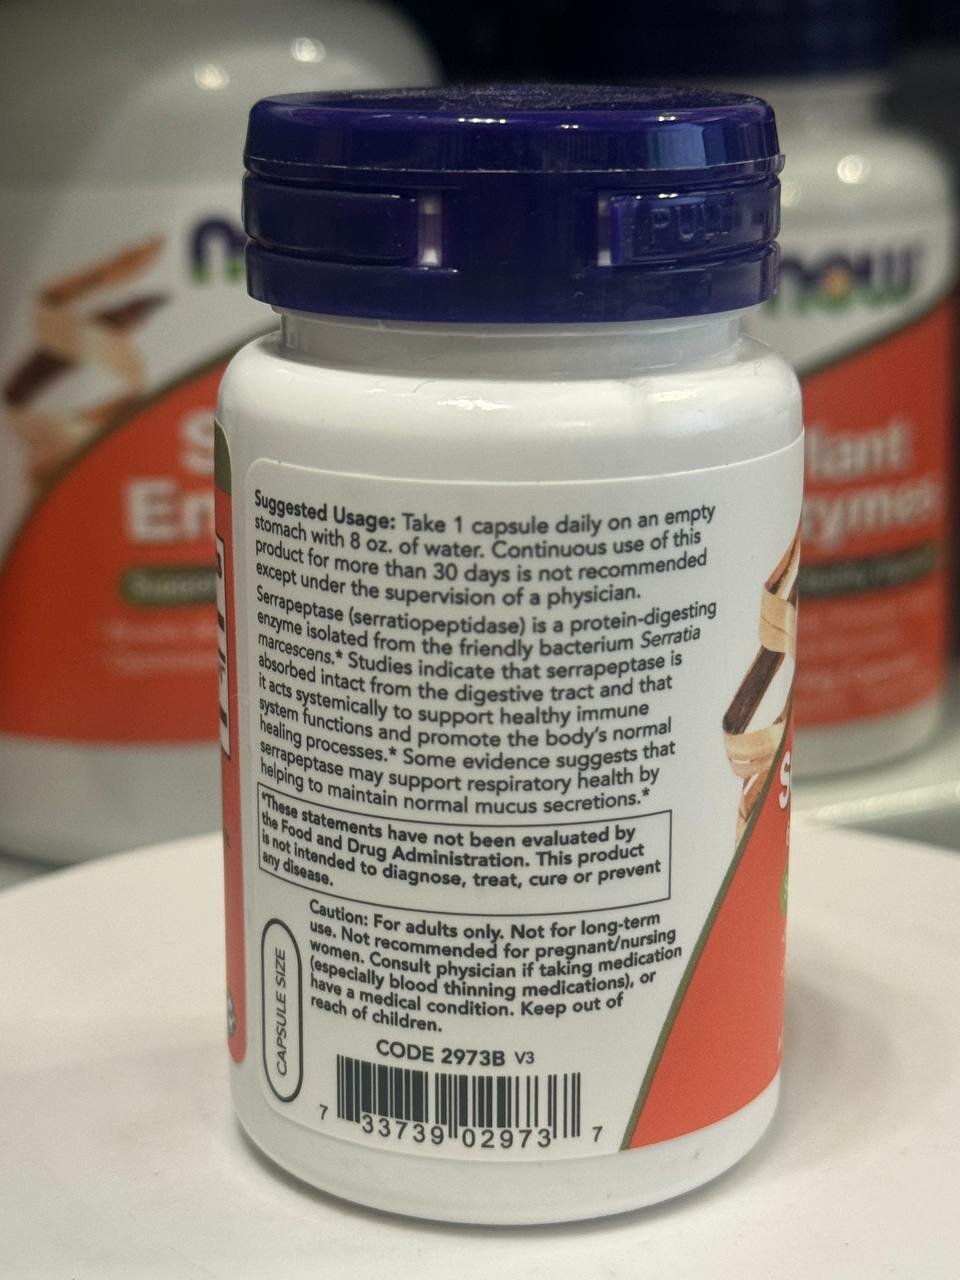 PULL
now
Suggested Usage: Take 1 capsule daily on an empty
stomach with 8 oz. of water. Continuous use of this
product for more than 30 days is not recommended
except under the supervision of a physician.
Serrapeptase (serratiopeptidase) is a protein-digesting
enzyme isolated from the friendly bacterium Serratia
marcescens.* Studies indicate that serrapeptase is
absorbed intact from the digestive tract and that
it acts systemically to support healthy immune
system functions and promote the body's normal
healing processes.* Some evidence suggests that
serrapeptase may support respiratory health by
helping to maintain normal mucus secretions.*
*These statements have not been evaluated by
the Food and Drug Administration. This product
is not intended to diagnose, treat, cure or prevent
any disease.
Caution: For adults only. Not for long-term
use. Not recommended for pregnant/nursing
women. Consult physician if taking medication
(especially blood thinning medications), or
have a medical condition. Keep out of
reach of children.
CAPSULE SIZE
CODE 2973B V3
7 33739 02973 7